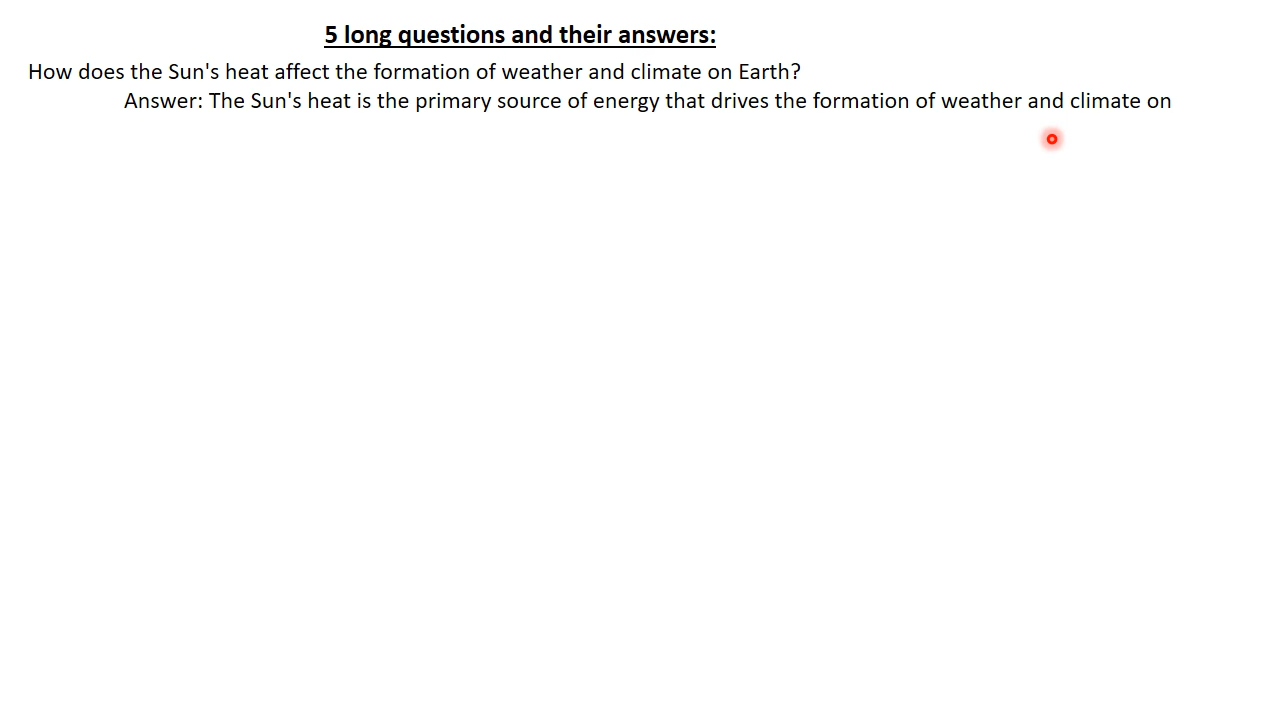 5 long questions and their answers:
How does the Sun's heat affect the formation of weather and climate on Earth?
Answer: The Sun's heat is the primary source of energy that drives the formation of weather and climate on